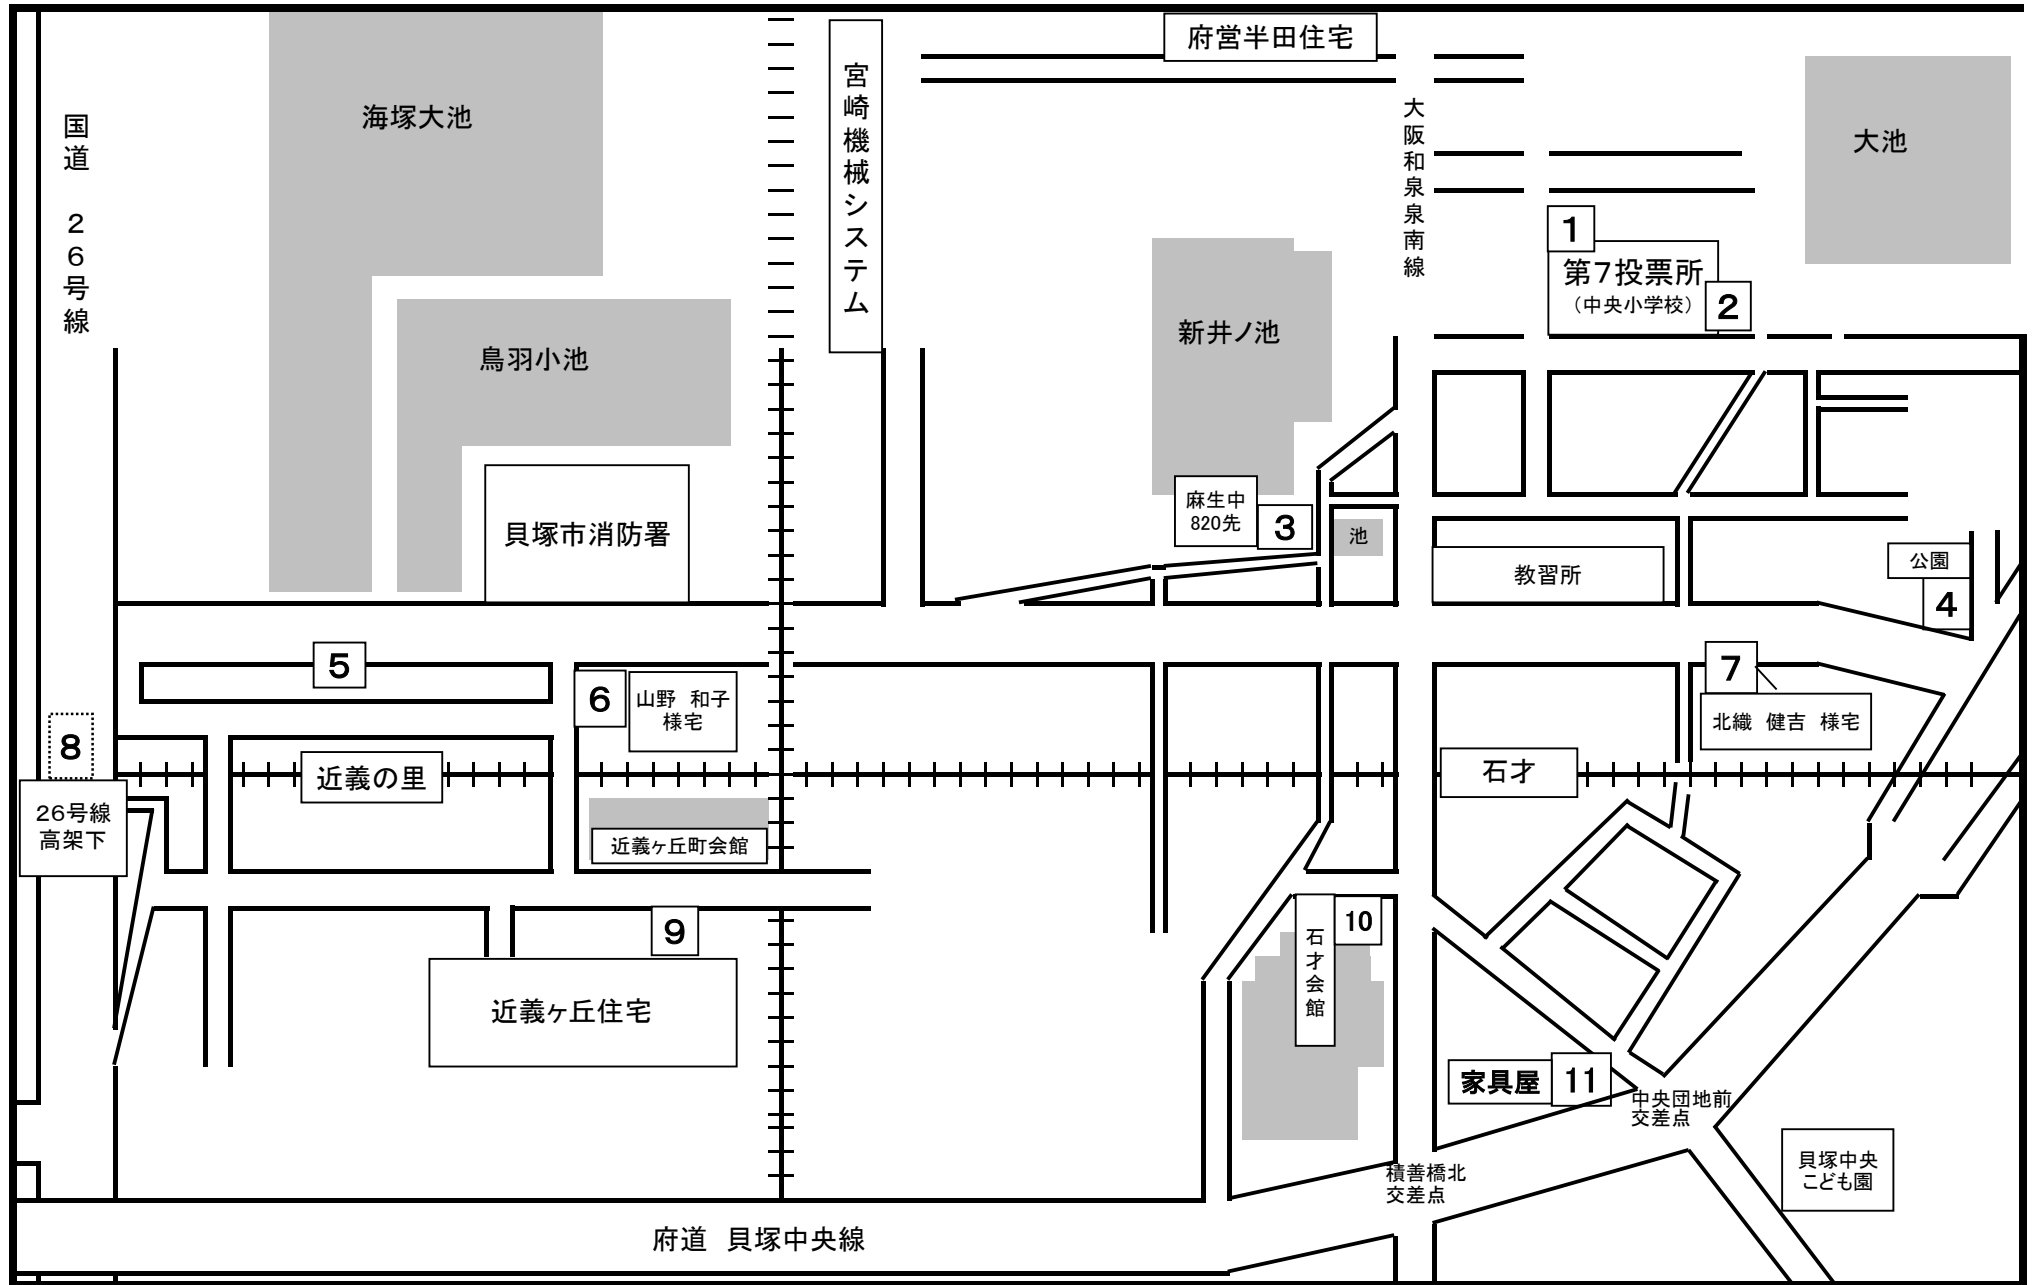 府営半田住宅
宮崎機械システム
海塚大池
国道 26号線
大阪和泉泉南線
大池
1
第7投票所
(中央小学校)
2
鳥羽小池
新井ノ池
貝塚市消防署
麻生中
820先
3
池
教習所
公園
4
5
6
山野 和子
様宅
7
北織 健吉 様宅
8
26号線
高架下
近義の里
石才
近義ヶ丘町会館
9
近義ヶ丘住宅
石才会館
10
家具屋
11
中央団地前
交差点
貝塚中央
こども園
積善橋北
交差点
府道 貝塚中央線